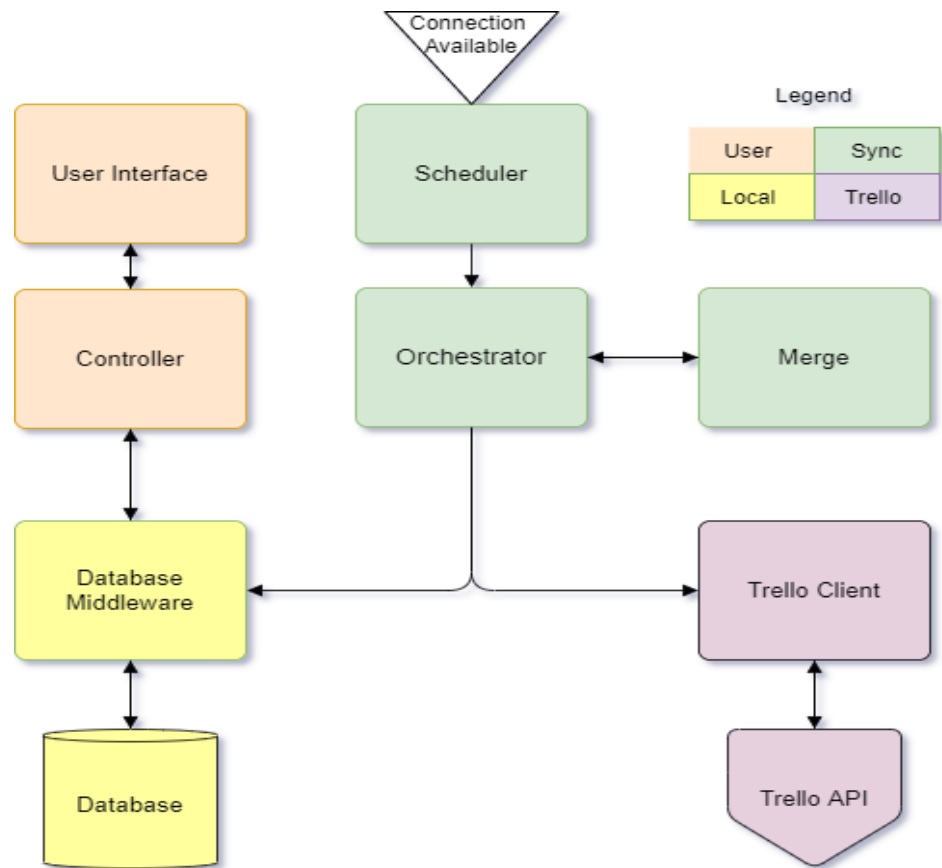 Connection
Available
Legend
User Interface
Scheduler
User
Sync
Local
Trello
Controller
Orchestrator
Merge
Database
Middleware
Trello Client
Database
Trello API